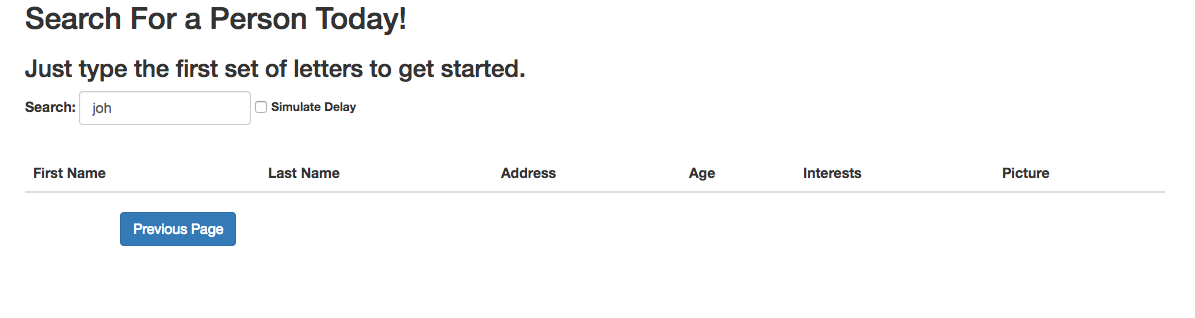 Search For a Person Today!
Just type the first set of letters to get started.
Search: joh Simulate Delay
First Name Last Name Address Age Interests Picture
Previous Page